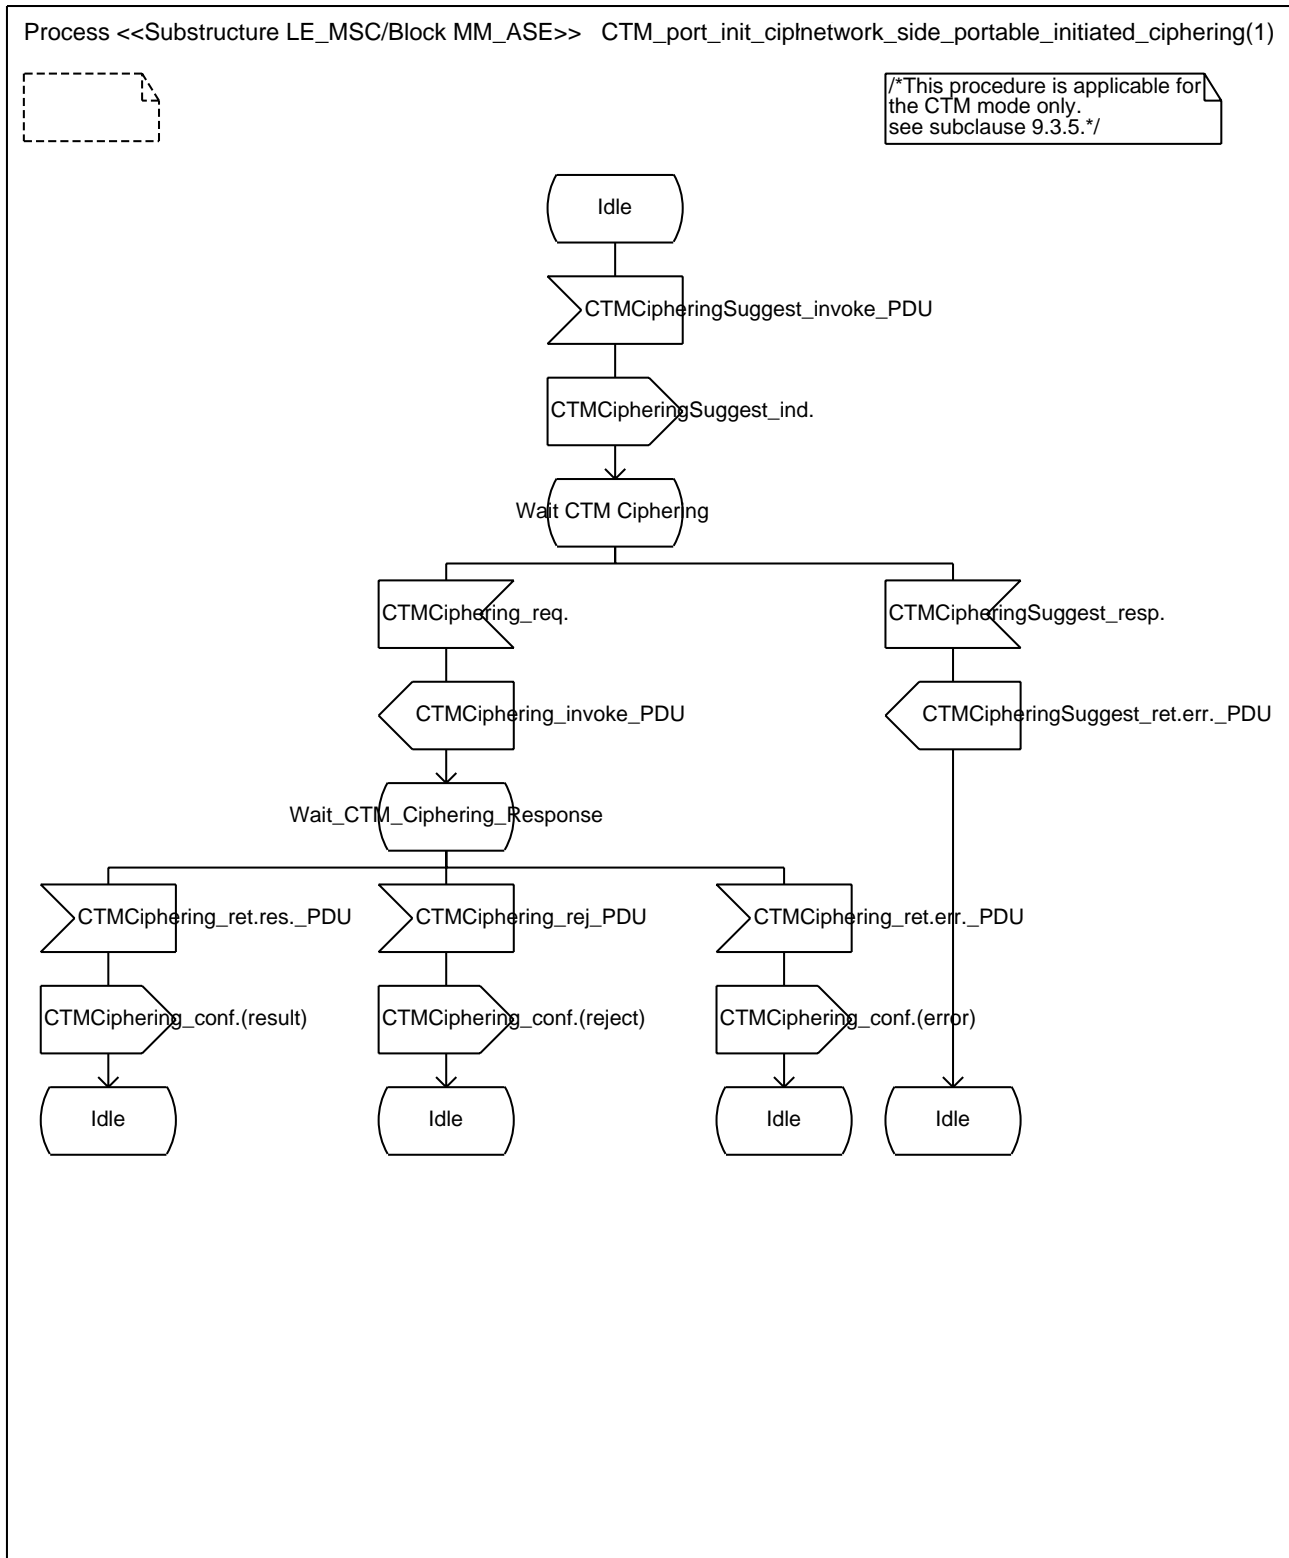 Process <<Substructure LE_MSC/Block MM_ASE>> CTM_port_init_ciph network_side_portable_initiated_ciphering(1)
/*This procedure is applicable for
the CTM mode only.
see subclause 9.3.5.*/
Idle
CTMCipheringSuggest_invoke_PDU
CTMCipheringSuggest_ind.
Wait CTM Ciphering
CTMCiphering_req.
CTMCipheringSuggest_resp.
CTMCiphering_invoke_PDU
CTMCipheringSuggest_ret.err._PDU
Wait_CTM_Ciphering_Response
CTMCiphering_ret.res._PDU
CTMCiphering_rej_PDU
CTMCiphering_ret.err._PDU
CTMCiphering_conf.(result)
CTMCiphering_conf.(reject)
CTMCiphering_conf.(error)
Idle
Idle
Idle
Idle